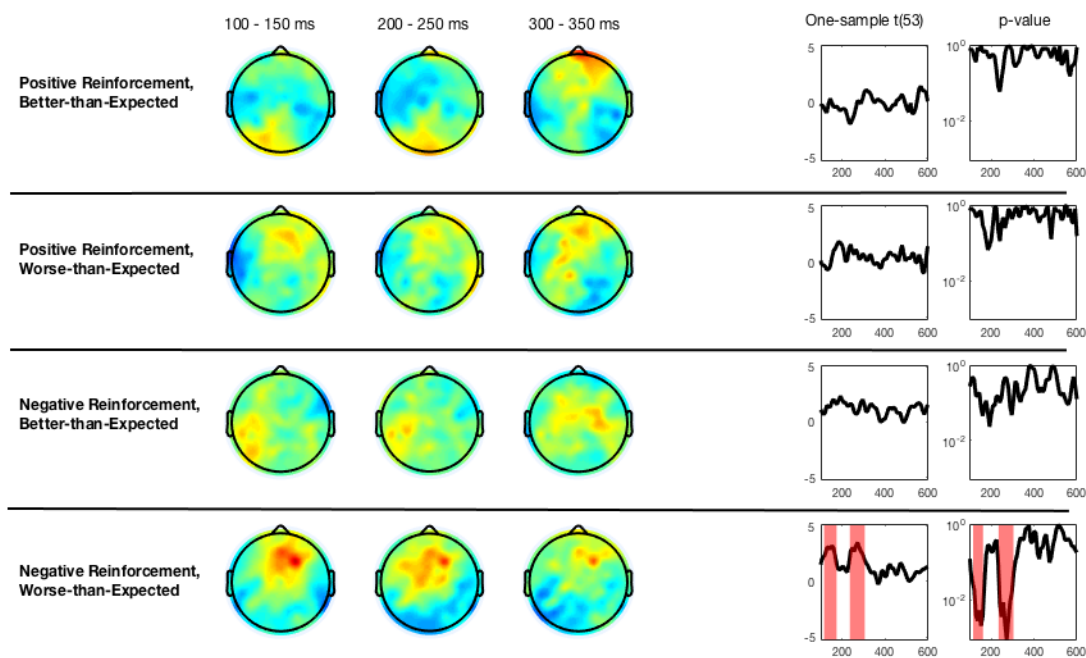 100 - 150 ms 200 - 250 ms 300 - 350 ms One-sample t(53) p-value
Positive Reinforcement,
Better-than-Expected
5
0
-5
200 400 600
10^0
10^-2
200 400 600
Positive Reinforcement,
Worse-than-Expected
5
0
-5
200 400 600
10^0
10^-2
200 400 600
Negative Reinforcement,
Better-than-Expected
5
0
-5
200 400 600
10^0
10^-2
200 400 600
Negative Reinforcement,
Worse-than-Expected
5
0
-5
200 400 600
10^0
10^-2
200 400 600